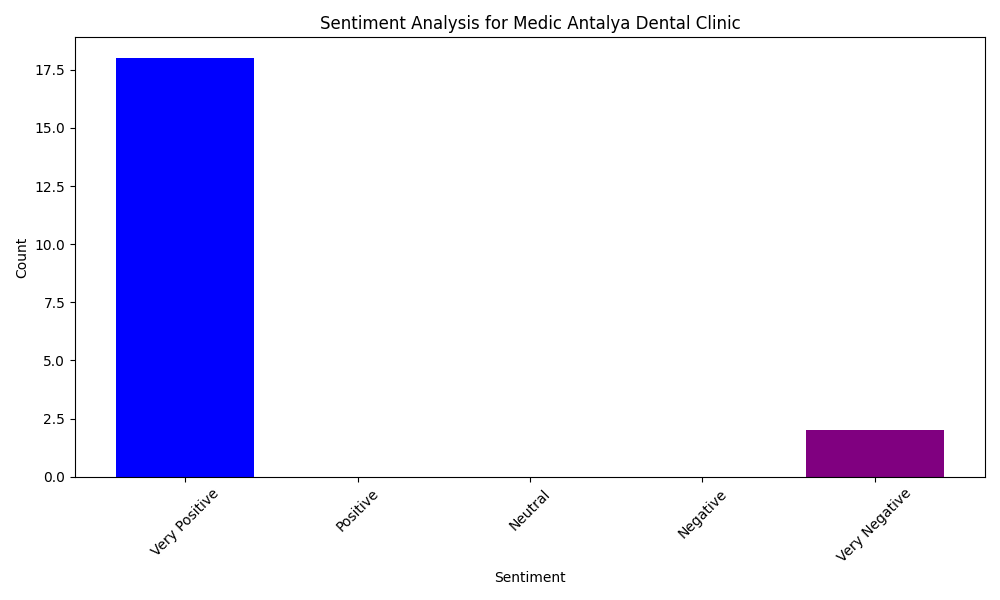 Sentiment Analysis for Medic Antalya Dental Clinic
17.5
15.0
12.5
10.0
7.5
5.0
2.5
0.0
Count
Very Positive
Positive
Neutral
Negative
Very Negative
Sentiment